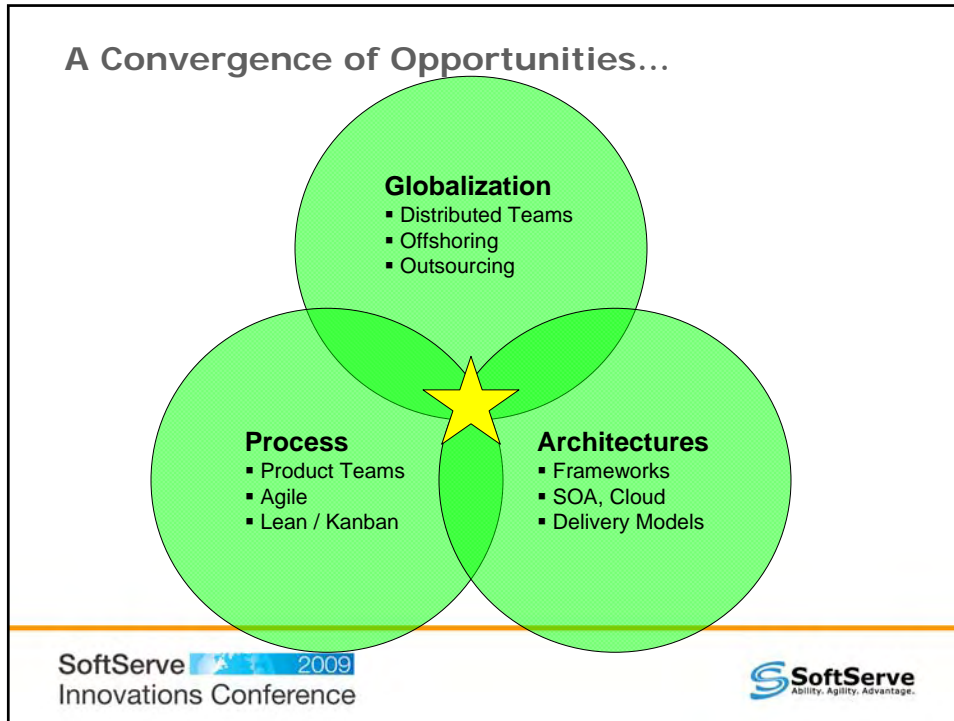 A Convergence of Opportunities…
Globalization
▪ Distributed Teams
▪ Offshoring
▪ Outsourcing
Process
▪ Product Teams
▪ Agile
▪ Lean / Kanban
Architectures
▪ Frameworks
▪ SOA, Cloud
▪ Delivery Models
SoftServe 2009
Innovations Conference
SoftServe
Ability. Agility. Advantage.